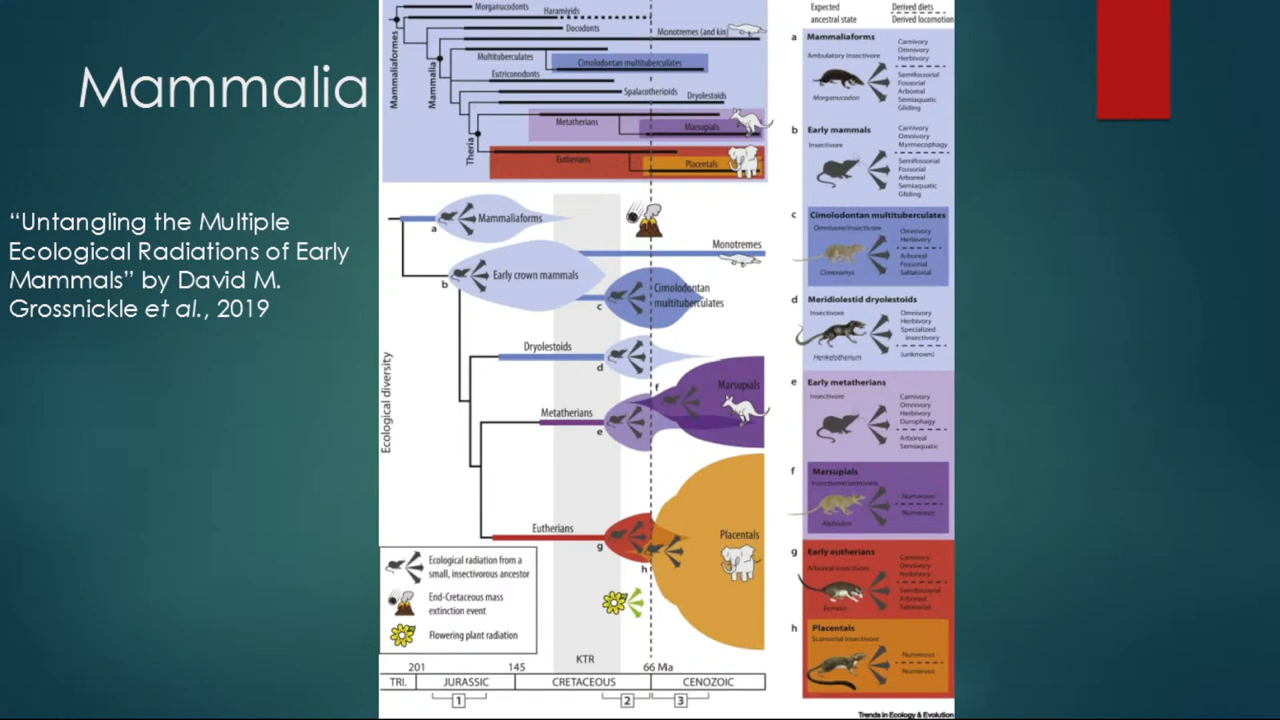 Mammalia
“Untangling the Multiple
Ecological Radiations of Early
Mammals” by David M.
Grossnickle et al., 2019
Morganucodonts
Haramiyids
Docodonts
Monotremes (and kin)
Multituberculates
Cimolodontan multituberculates
Eutriconodonts
Spalacotherioids
Dryolestoids
Metatherians
Marsupials
Eutherians
Placentals
Mammaliaformes
Mammalia
Theria
Mammaliaforms
a
Monotremes
Early crown mammals
b
Cimolodontan
multituberculates
c
Dryolestoids
d
f
Marsupials
Metatherians
e
Eutherians
Placentals
g
h
Ecological diversity
Ecological radiation from a
small, insectivorous ancestor
End-Cretaceous mass
extinction event
Flowering plant radiation
KTR
201
145
66 Ma
TRI.
JURASSIC
CRETACEOUS
CENOZOIC
1
2
3
Expected
ancestral state
Derived diets
Derived locomotion
a
Mammaliaforms
Ambulatory insectivore
Morganucodon
Carnivory
Omnivory
Herbivory
Semifossorial
Fossorial
Arboreal
Semiaquatic
Gliding
b
Early mammals
Insectivore
Carnivory
Omnivory
Myrmecophagy
Semifossorial
Fossorial
Arboreal
Semiaquatic
Gliding
c
Cimolodontan multituberculates
Omnivore/insectivore
Cimexomys
Omnivory
Herbivory
Arboreal
Fossorial
Saltatorial
d
Meridiolestid dryolestoids
Insectivore
Henkelotherium
Omnivory
Herbivory
Specialized
insectivory
(unknown)
e
Early metatherians
Insectivore
Carnivory
Omnivory
Herbivory
Durophagy
Arboreal
Semiaquatic
f
Marsupials
Insectivore/omnivore
Alphadon
Numerous
Numerous
g
Early eutherians
Arboreal insectivore
Eomaia
Carnivory
Omnivory
Herbivory
Semifossorial
Arboreal
Saltatorial
h
Placentals
Scansorial insectivore
Numerous
Numerous
Trends in Ecology & Evolution